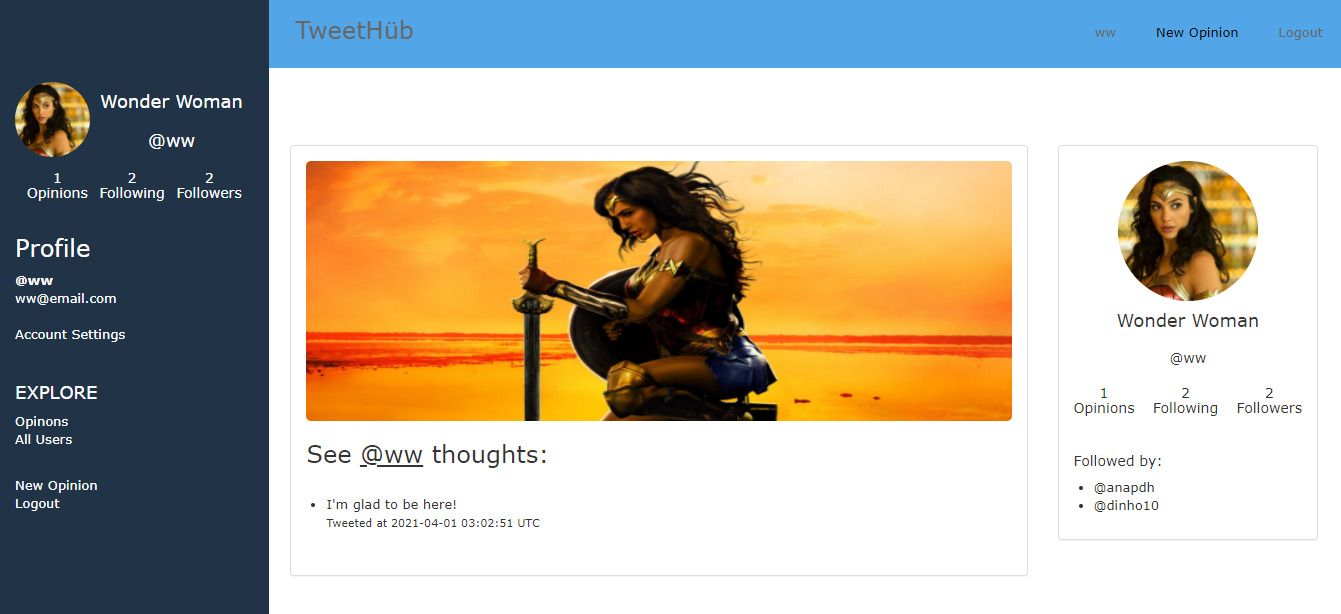 TweetHüb
ww New Opinion Logout
Wonder Woman
@ww
1 2 2
Opinions Following Followers
Profile
@ww
ww@email.com
Account Settings
EXPLORE
Opinons
All Users
New Opinion
Logout
See @ww thoughts:
I'm glad to be here!
Tweeted at 2021-04-01 03:02:51 UTC
Wonder Woman
@ww
1 2 2
Opinions Following Followers
Followed by:
@anapdh
@dinho10